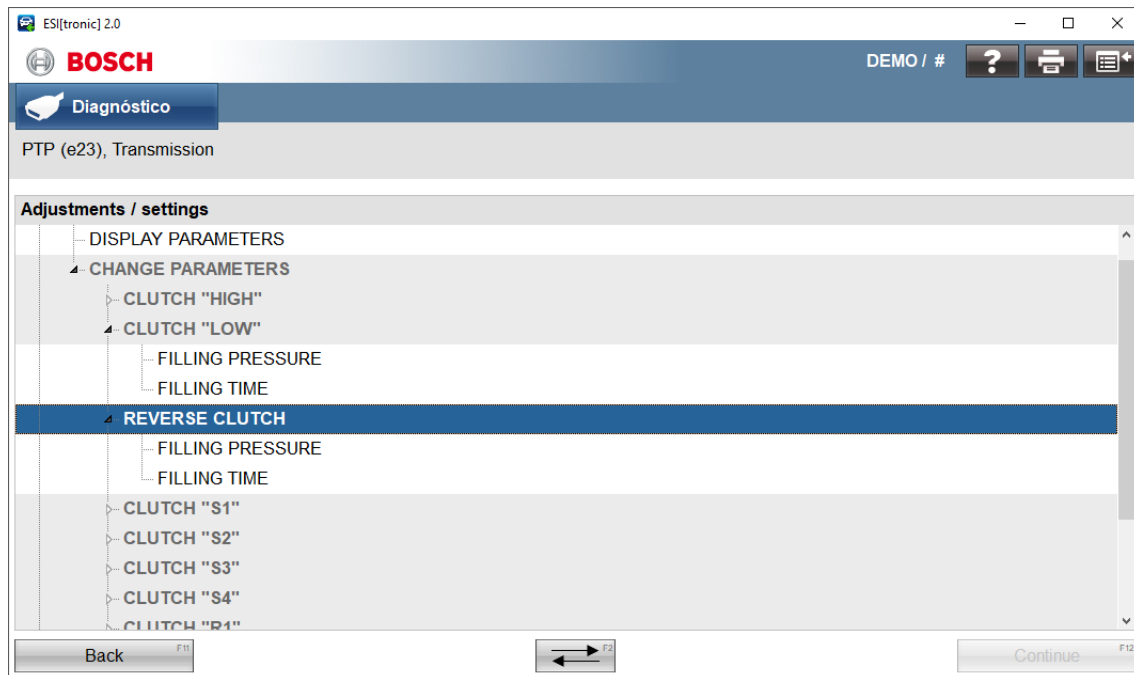 ESI[tronic] 2.0
BOSCH DEMO / # ?
Diagnóstico
PTP (e23), Transmission
Adjustments / settings
DISPLAY PARAMETERS
CHANGE PARAMETERS
CLUTCH "HIGH"
CLUTCH "LOW"
FILLING PRESSURE
FILLING TIME
REVERSE CLUTCH
FILLING PRESSURE
FILLING TIME
CLUTCH "S1"
CLUTCH "S2"
CLUTCH "S3"
CLUTCH "S4"
CLUTCH "R1"
Back F11 F2 Continue F12